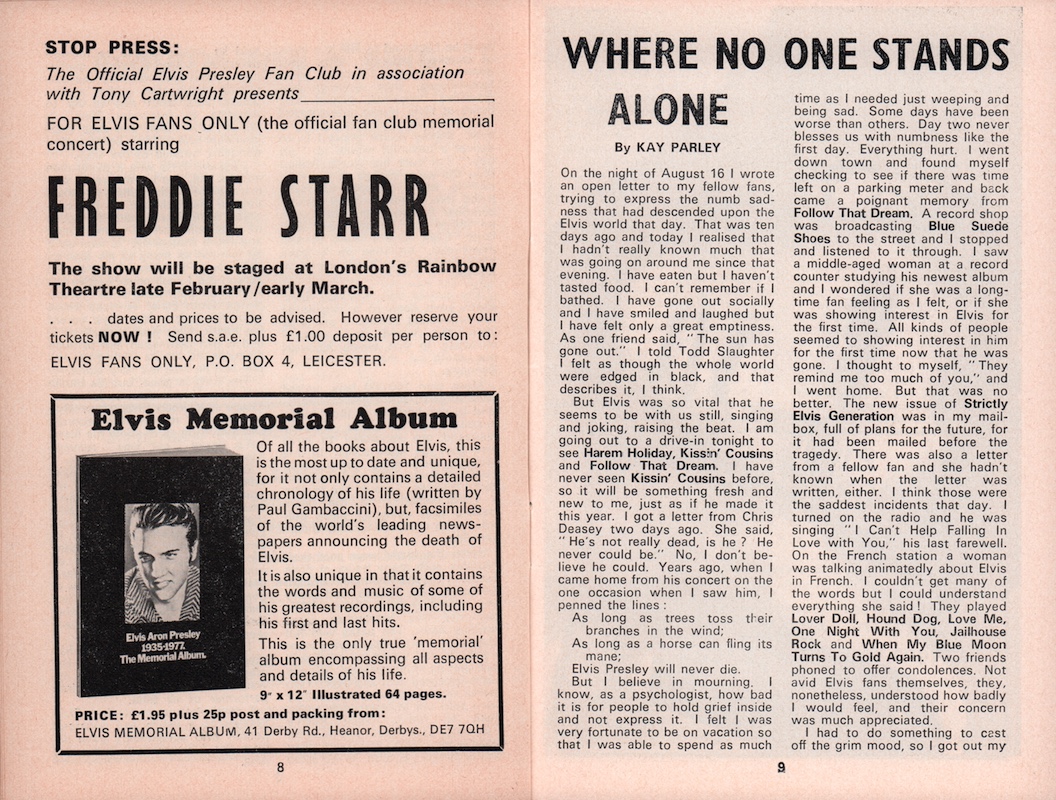 STOP PRESS:
The Official Elvis Presley Fan Club in association
with Tony Cartwright presents
FOR ELVIS FANS ONLY (the official fan club memorial
concert) starring
FREDDIE STARR
The show will be staged at London's Rainbow
Theartre late February/early March.
. . . dates and prices to be advised. However reserve your
tickets NOW ! Send s.a.e. plus £1.00 deposit per person to:
ELVIS FANS ONLY, P.O. BOX 4, LEICESTER.
Elvis Memorial Album
Of all the books about Elvis, this
is the most up to date and unique,
for it not only contains a detailed
chronology of his life (written by
Paul Gambaccini), but, facsimiles
of the world's leading news-
papers announcing the death of
Elvis.
It is also unique in that it contains
the words and music of some of
his greatest recordings, including
his first and last hits.
This is the only true 'memorial'
album encompassing all aspects
and details of his life.
9" x 12" Illustrated 64 pages.
Elvis Aron Presley
1935-1977.
The Memorial Album.
PRICE: £1.95 plus 25p post and packing from:
ELVIS MEMORIAL ALBUM, 41 Derby Rd., Heanor, Derbys., DE7 7QH
8
WHERE NO ONE STANDS
ALONE
By KAY PARLEY
On the night of August 16 I wrote
an open letter to my fellow fans,
trying to express the numb sad-
ness that had descended upon the
Elvis world that day. That was ten
days ago and today I realised that
I hadn't really known much that
was going on around me since that
evening. I have eaten but I haven't
tasted food. I can't remember if I
bathed. I have gone out socially
and I have smiled and laughed but
I have felt only a great emptiness.
As one friend said, "The sun has
gone out." I told Todd Slaughter
I felt as though the whole world
were edged in black, and that
describes it, I think.
But Elvis was so vital that he
seems to be with us still, singing
and joking, raising the beat. I am
going out to a drive-in tonight to
see Harem Holiday, Kissin' Cousins
and Follow That Dream. I have
never seen Kissin' Cousins before,
so it will be something fresh and
new to me, just as if he made it
this year. I got a letter from Chris
Deasey two days ago. She said,
"He's not really dead, is he? He
never could be." No, I don't be-
lieve he could. Years ago, when I
came home from his concert on the
one occasion when I saw him, I
penned the lines :
As long as trees toss their
branches in the wind;
As long as a horse can fling its
mane;
Elvis Presley will never die.
But I believe in mourning. I
know, as a psychologist, how bad
it is for people to hold grief inside
and not express it. I felt I was
very fortunate to be on vacation so
that I was able to spend as much
time as I needed just weeping and
being sad. Some days have been
worse than others. Day two never
blesses us with numbness like the
first day. Everything hurt. I went
down town and found myself
checking to see if there was time
left on a parking meter and back
came a poignant memory from
Follow That Dream. A record shop
was broadcasting Blue Suede
Shoes to the street and I stopped
and listened to it through. I saw
a middle-aged woman at a record
counter studying his newest album
and I wondered if she was a long-
time fan feeling as I felt, or if she
was showing interest in Elvis for
the first time. All kinds of people
seemed to showing interest in him
for the first time now that he was
gone. I thought to myself, "They
remind me too much of you," and
I went home. But that was no
better. The new issue of Strictly
Elvis Generation was in my mail-
box, full of plans for the future, for
it had been mailed before the
tragedy. There was also a letter
from a fellow fan and she hadn't
known when the letter was
written, either. I think those were
the saddest incidents that day. I
turned on the radio and he was
singing "I Can't Help Falling In
Love with You," his last farewell.
On the French station a woman
was talking animatedly about Elvis
in French. I couldn't get many of
the words but I could understand
everything she said! They played
Lover Doll, Hound Dog, Love Me,
One Night With You, Jailhouse
Rock and When My Blue Moon
Turns To Gold Again. Two friends
phoned to offer condolences. Not
avid Elvis fans themselves, they,
nonetheless, understood how badly
I would feel, and their concern
was much appreciated.
I had to do something to cast
off the grim mood, so I got out my
9